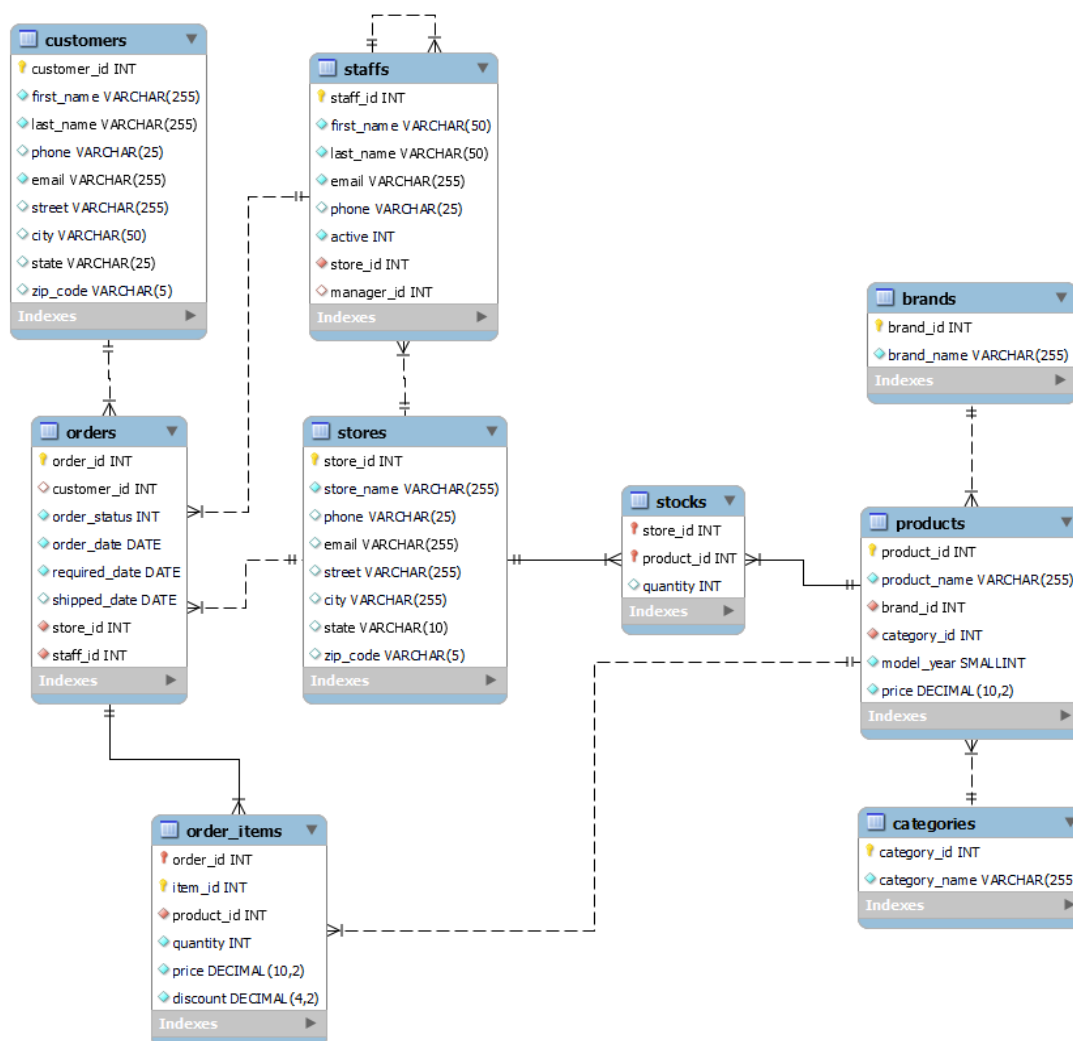 customers
customer_id INT
first_name VARCHAR(255)
last_name VARCHAR(255)
phone VARCHAR(25)
email VARCHAR(255)
street VARCHAR(255)
city VARCHAR(50)
state VARCHAR(25)
zip_code VARCHAR(5)
Indexes
staffs
staff_id INT
first_name VARCHAR(50)
last_name VARCHAR(50)
email VARCHAR(255)
phone VARCHAR(25)
active INT
store_id INT
manager_id INT
Indexes
brands
brand_id INT
brand_name VARCHAR(255)
Indexes
orders
order_id INT
customer_id INT
order_status INT
order_date DATE
required_date DATE
shipped_date DATE
store_id INT
staff_id INT
Indexes
stores
store_id INT
store_name VARCHAR(255)
phone VARCHAR(25)
email VARCHAR(255)
street VARCHAR(255)
city VARCHAR(255)
state VARCHAR(10)
zip_code VARCHAR(5)
Indexes
stocks
store_id INT
product_id INT
quantity INT
Indexes
products
product_id INT
product_name VARCHAR(255)
brand_id INT
category_id INT
model_year SMALLINT
price DECIMAL(10,2)
Indexes
order_items
order_id INT
item_id INT
product_id INT
quantity INT
price DECIMAL(10,2)
discount DECIMAL(4,2)
Indexes
categories
category_id INT
category_name VARCHAR(255
Indexes